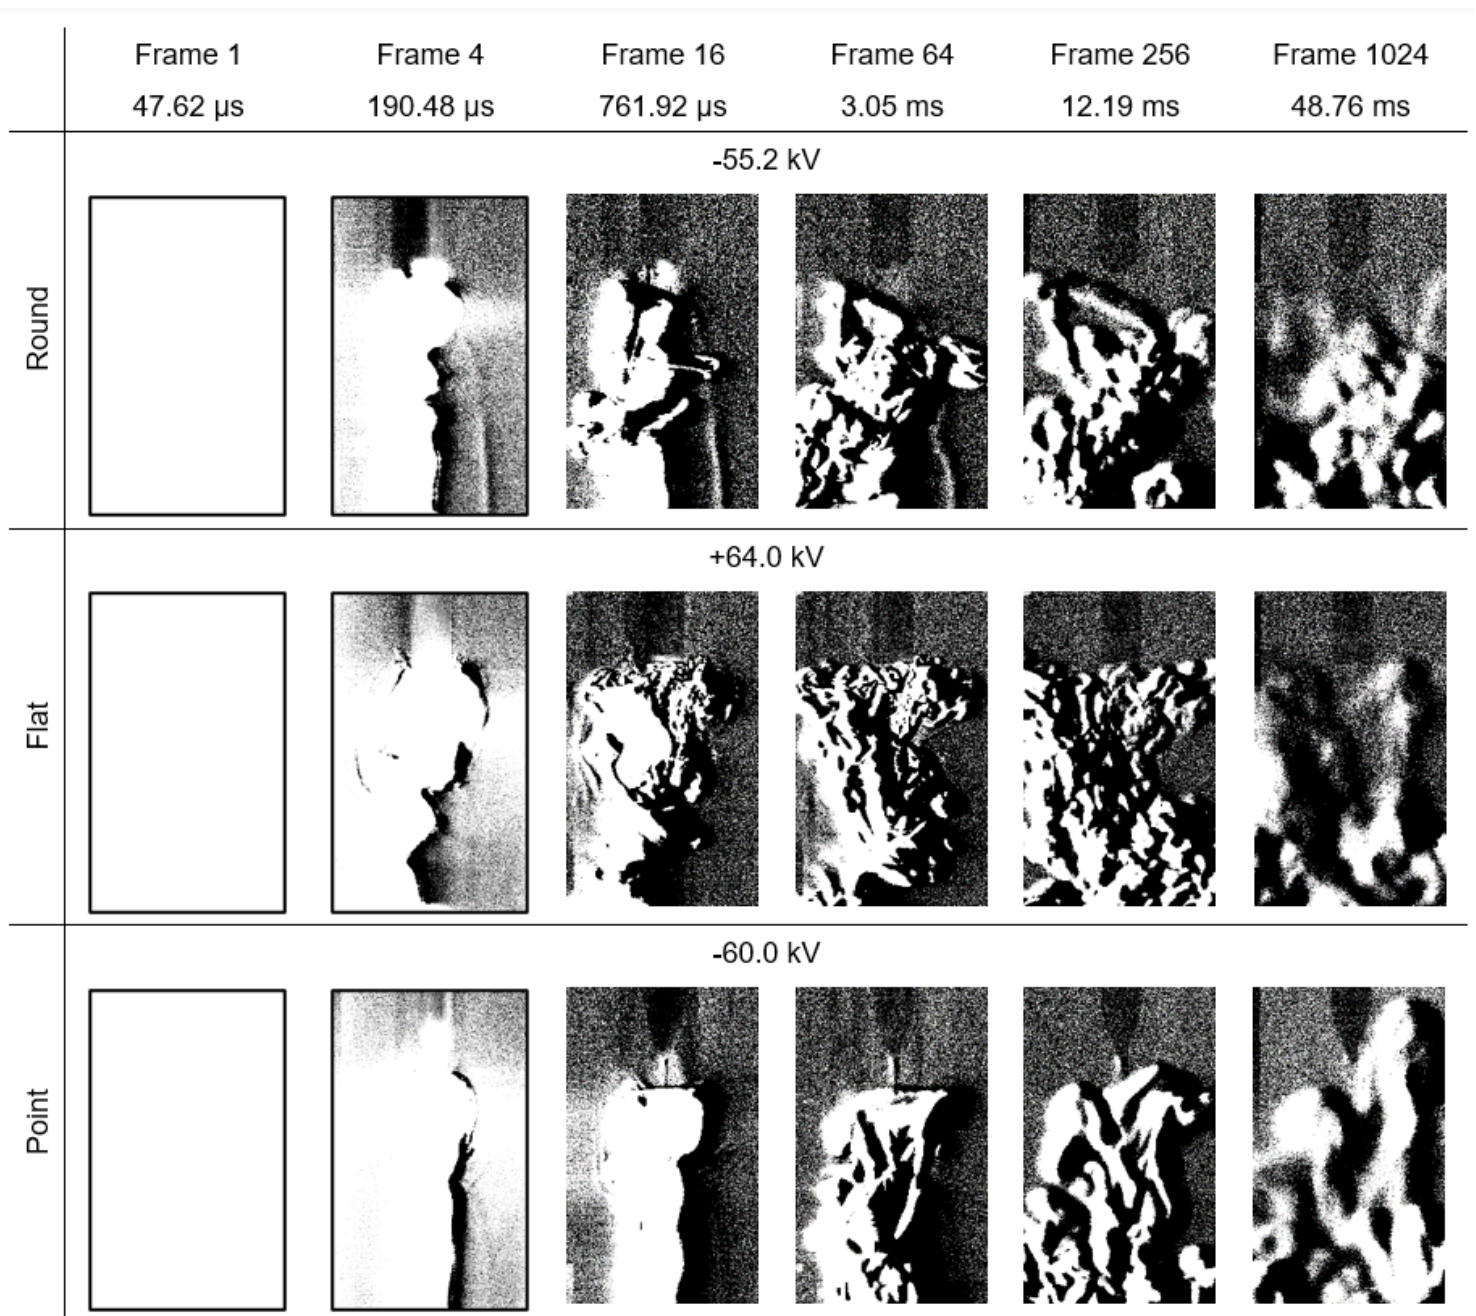 Frame 1 Frame 4 Frame 16 Frame 64 Frame 256 Frame 1024
47.62 µs 190.48 µs 761.92 µs 3.05 ms 12.19 ms 48.76 ms
-55.2 kV
Round
+64.0 kV
Flat
-60.0 kV
Point